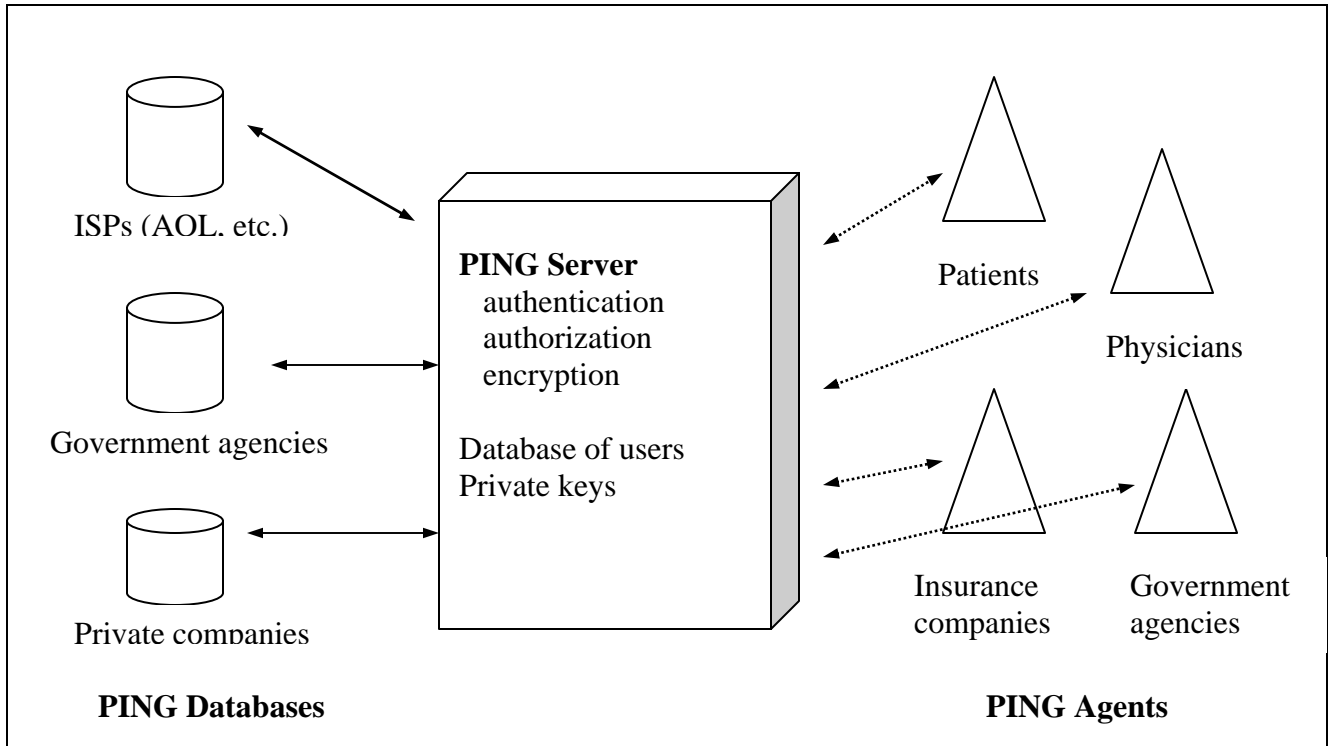 ISPs (AOL, etc.)
Government agencies
Private companies
PING Databases
PING Server
authentication
authorization
encryption
Database of users
Private keys
Patients
Physicians
Insurance
companies
Government
agencies
PING Agents